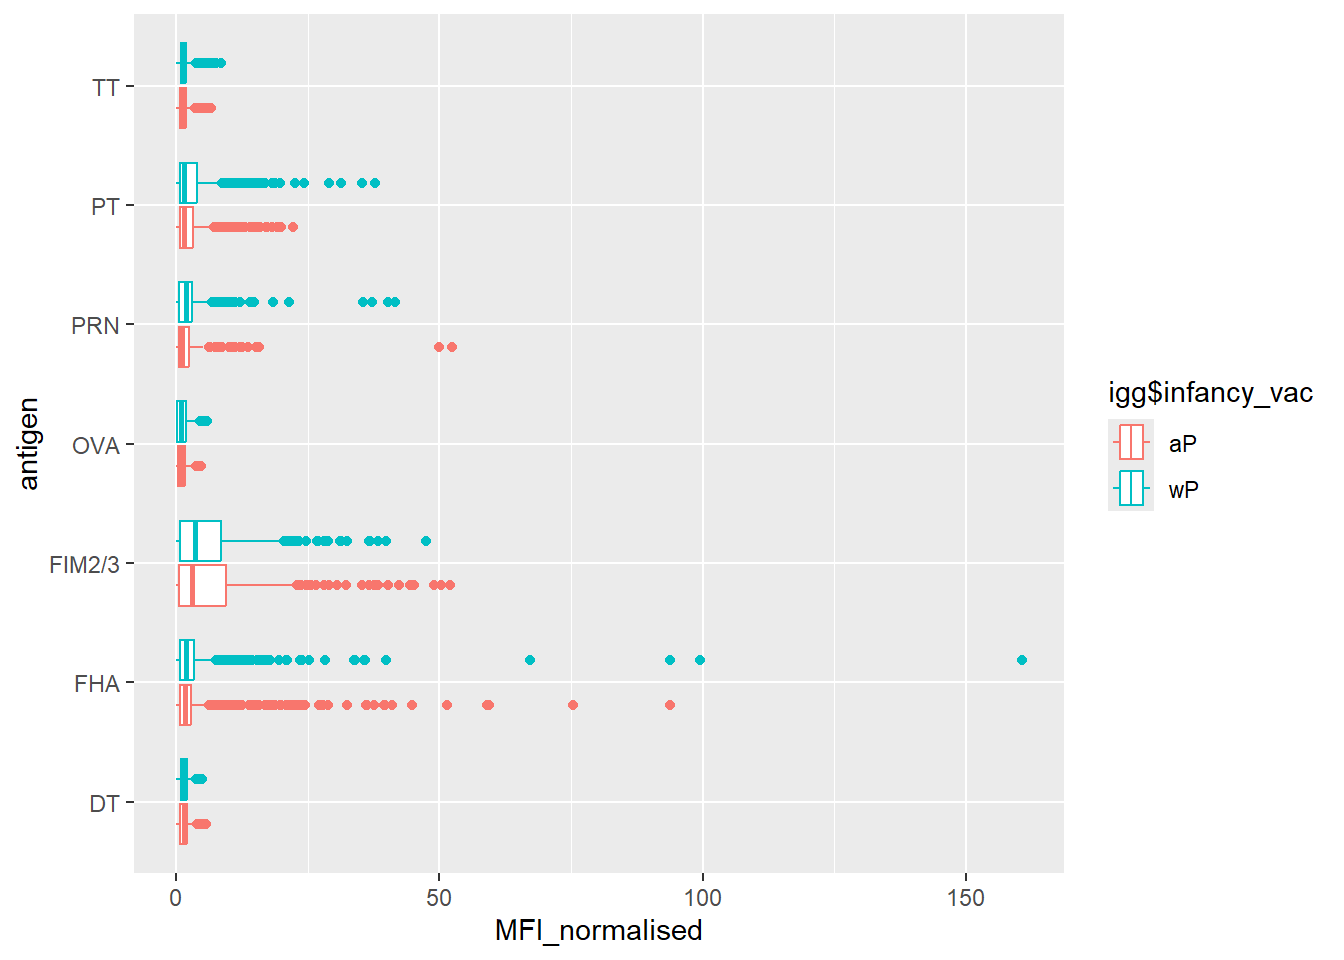 TT
PT
PRN
OVA
FIM2/3
FHA
DT
antigen
0 50 100 150
MFI_normalised
igg$infancy_vac
aP
wP